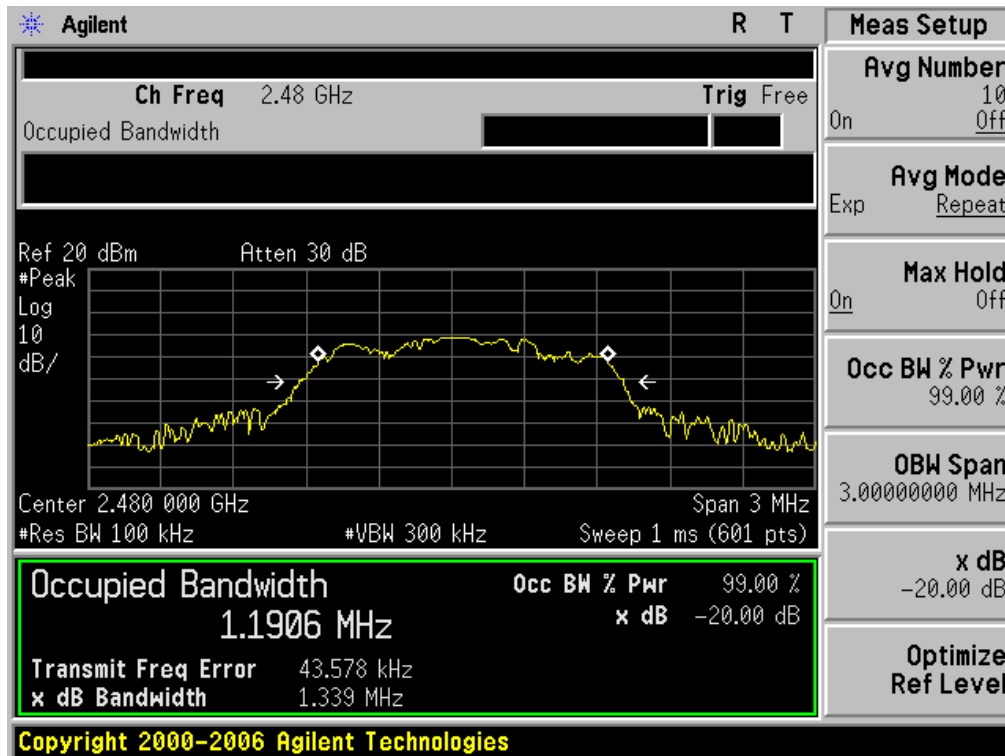 Agilent R T
Ch Freq 2.48 GHz Trig Free
Occupied Bandwidth
Ref 20 dBm Atten 30 dB
#Peak
Log
10
dB/
Center 2.480 000 GHz Span 3 MHz
#Res BW 100 kHz #VBW 300 kHz Sweep 1 ms (601 pts)
Occupied Bandwidth Occ BW % Pwr 99.00 %
1.1906 MHz x dB -20.00 dB
Transmit Freq Error 43.578 kHz
x dB Bandwidth 1.339 MHz
Copyright 2000-2006 Agilent Technologies
Meas Setup
Avg Number
10
On Off
Avg Mode
Exp Repeat
Max Hold
On Off
Occ BW % Pwr
99.00 %
OBW Span
3.00000000 MHz
x dB
-20.00 dB
Optimize
Ref Level